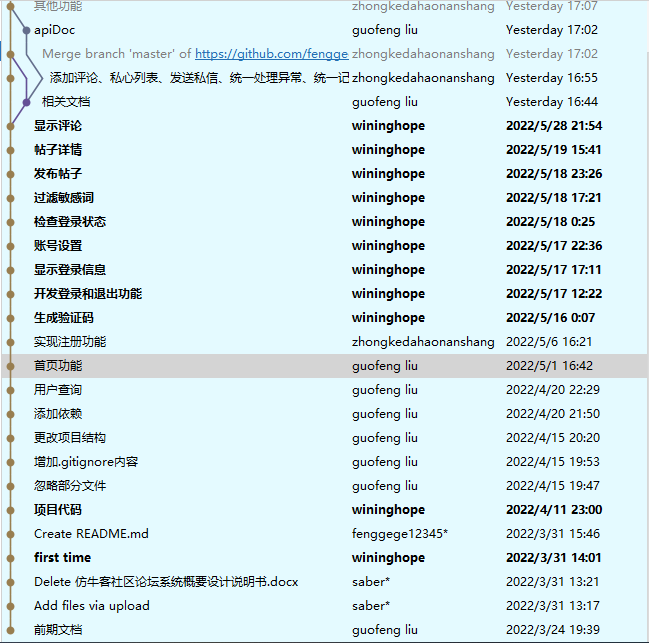 其他功能 zhongkedahaonanshang Yesterday 17:07
apiDoc guofeng liu Yesterday 17:02
Merge branch 'master' of https://github.com/fengge zhongkedahaonanshang Yesterday 17:02
添加评论、私心列表、发送私信、统一处理异常、统一记 zhongkedahaonanshang Yesterday 16:55
相关文档 guofeng liu Yesterday 16:44
显示评论 wininghope 2022/5/28 21:54
帖子详情 wininghope 2022/5/19 15:41
发布帖子 wininghope 2022/5/18 23:26
过滤敏感词 wininghope 2022/5/18 17:21
检查登录状态 wininghope 2022/5/18 0:25
账号设置 wininghope 2022/5/17 22:36
显示登录信息 wininghope 2022/5/17 17:11
开发登录和退出功能 wininghope 2022/5/17 12:22
生成验证码 wininghope 2022/5/16 0:07
实现注册功能 zhongkedahaonanshang 2022/5/6 16:21
首页功能 guofeng liu 2022/5/1 16:42
用户查询 guofeng liu 2022/4/20 22:29
添加依赖 guofeng liu 2022/4/20 21:50
更改项目结构 guofeng liu 2022/4/15 20:20
增加.gitignore内容 guofeng liu 2022/4/15 19:53
忽略部分文件 guofeng liu 2022/4/15 19:47
项目代码 wininghope 2022/4/11 23:00
Create README.md fenggege12345* 2022/3/31 15:46
first time wininghope 2022/3/31 14:01
Delete 仿牛客社区论坛系统概要设计说明书.docx saber* 2022/3/31 13:21
Add files via upload saber* 2022/3/31 13:17
前期文档 guofeng liu 2022/3/24 19:39